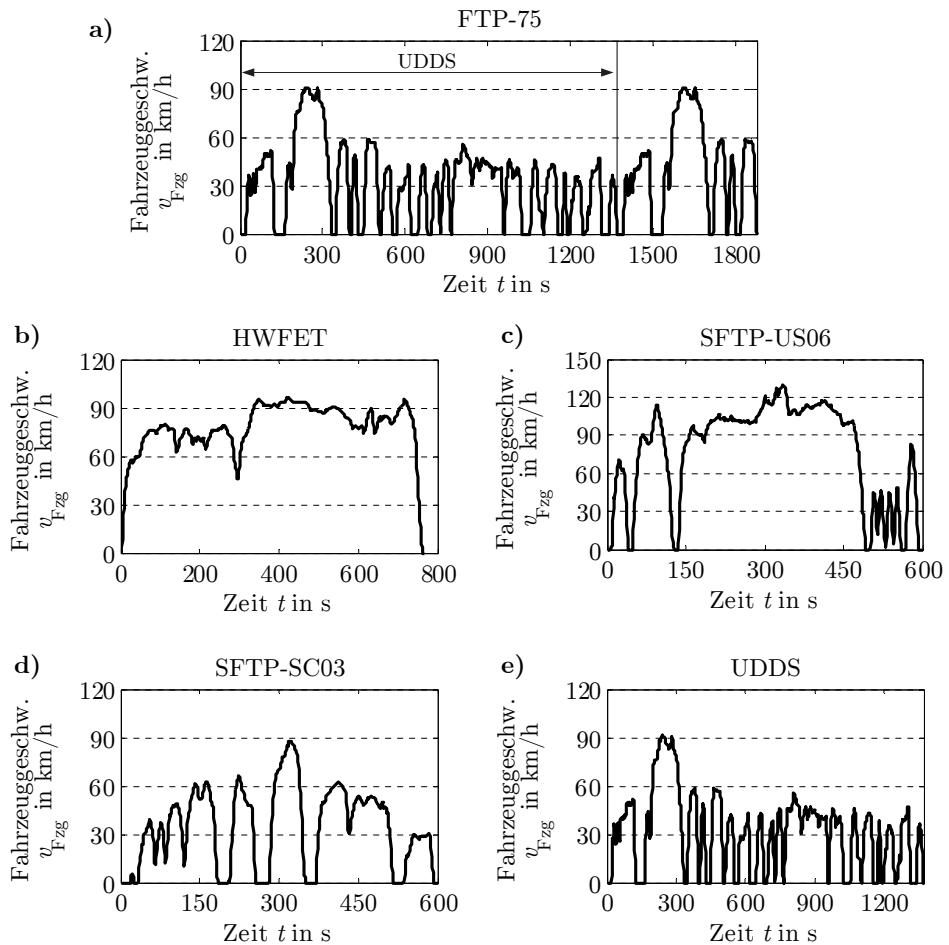 a)
FTP-75
Fahrzeuggeschw.
v_Fzg in km/h
120
90
60
30
0
UDDS
0 300 600 900 1200 1500 1800
Zeit t in s
b)
HWFET
Fahrzeuggeschw.
v_Fzg in km/h
120
90
60
30
0
0 200 400 600 800
Zeit t in s
c)
SFTP-US06
Fahrzeuggeschw.
v_Fzg in km/h
150
120
90
60
30
0
0 150 300 450 600
Zeit t in s
d)
SFTP-SC03
Fahrzeuggeschw.
v_Fzg in km/h
120
90
60
30
0
0 150 300 450 600
Zeit t in s
e)
UDDS
Fahrzeuggeschw.
v_Fzg in km/h
120
90
60
30
0
0 300 600 900 1200
Zeit t in s